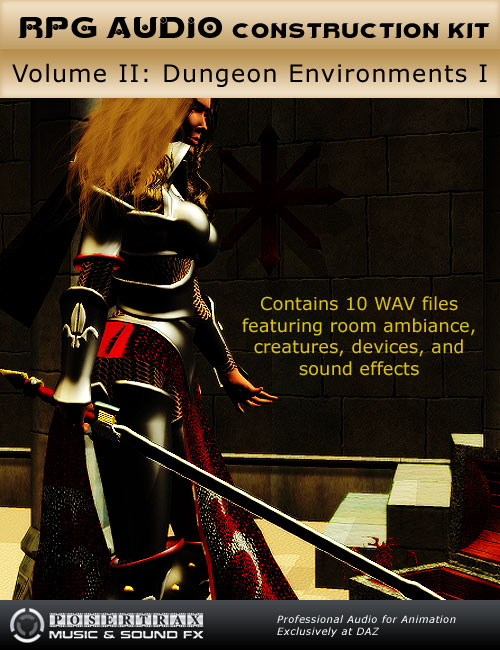 RPG AUDIO CONSTRUCTION KIT
Volume II: Dungeon Environments I
Contains 10 WAV files
featuring room ambiance,
creatures, devices, and
sound effects
POSERTRAX
MUSIC & SOUND FX
Professional Audio for Animation
Exclusively at DAZ